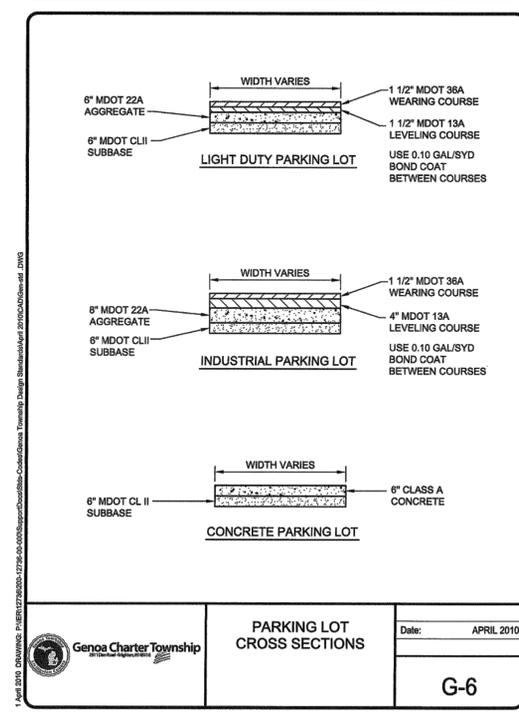 WIDTH VARIES
6" MDOT 22A
AGGREGATE
6" MDOT CLII
SUBBASE
1 1/2" MDOT 36A
WEARING COURSE
1 1/2" MDOT 13A
LEVELING COURSE
USE 0.10 GAL/SYD
BOND COAT
BETWEEN COURSES
LIGHT DUTY PARKING LOT
WIDTH VARIES
8" MDOT 22A
AGGREGATE
6" MDOT CLII
SUBBASE
1 1/2" MDOT 36A
WEARING COURSE
4" MDOT 13A
LEVELING COURSE
USE 0.10 GAL/SYD
BOND COAT
BETWEEN COURSES
INDUSTRIAL PARKING LOT
WIDTH VARIES
6" MDOT CL II
SUBBASE
6" CLASS A
CONCRETE
CONCRETE PARKING LOT
Genoa Charter Township
PARKING LOT
CROSS SECTIONS
Date: APRIL 2010
G-6